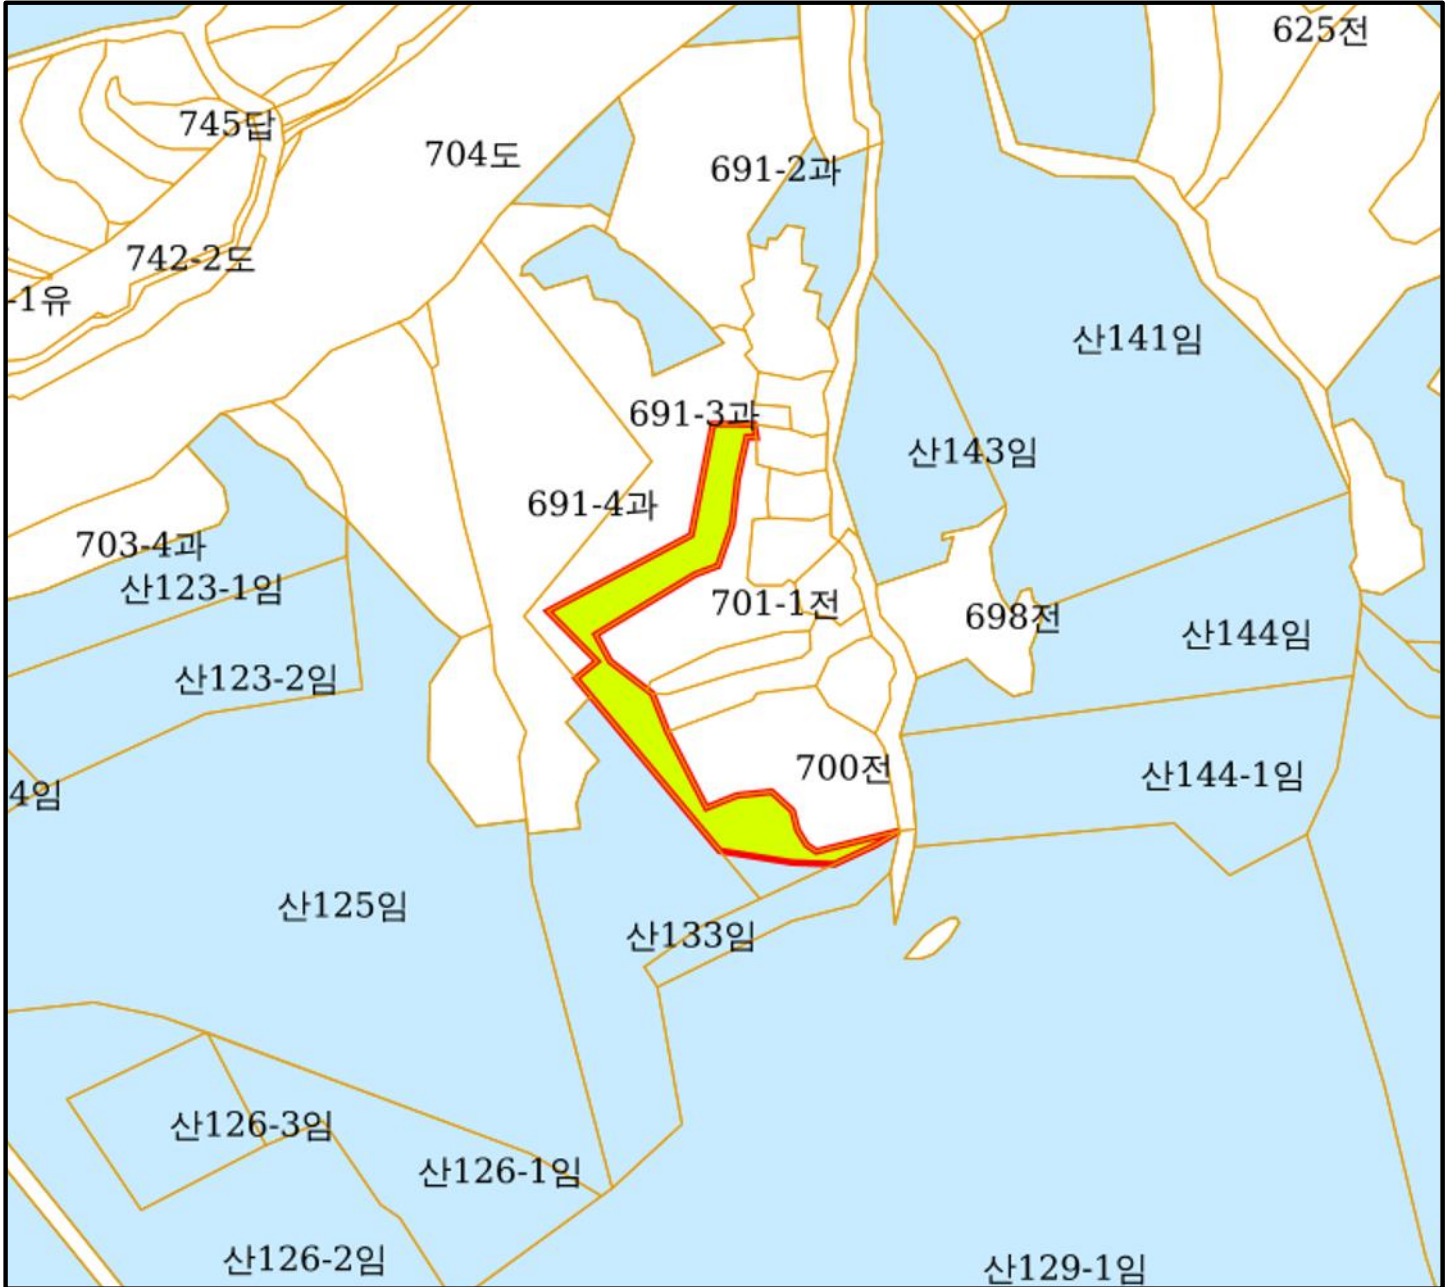 625전
745답
704도
691-2과
742-2도
-1유
산141임
691-3과
산143임
691-4과
703-4과
산123-1임
701-1전
698전
산144임
산123-2임
700전
산144-1임
4임
산125임
산133임
산126-3임
산126-1임
산126-2임
산129-1임